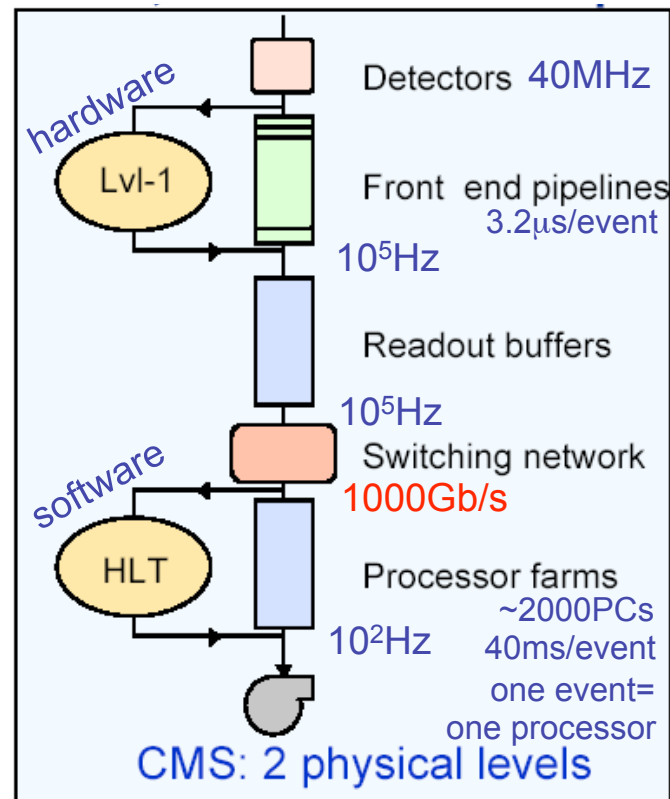 Detectors 40MHz
hardware
Lvl-1
Front end pipelines
3.2μs/event
10⁵Hz
Readout buffers
10⁵Hz
Switching network
software
1000Gb/s
HLT
Processor farms
~2000PCs
10²Hz
40ms/event
one event=
one processor
CMS: 2 physical levels